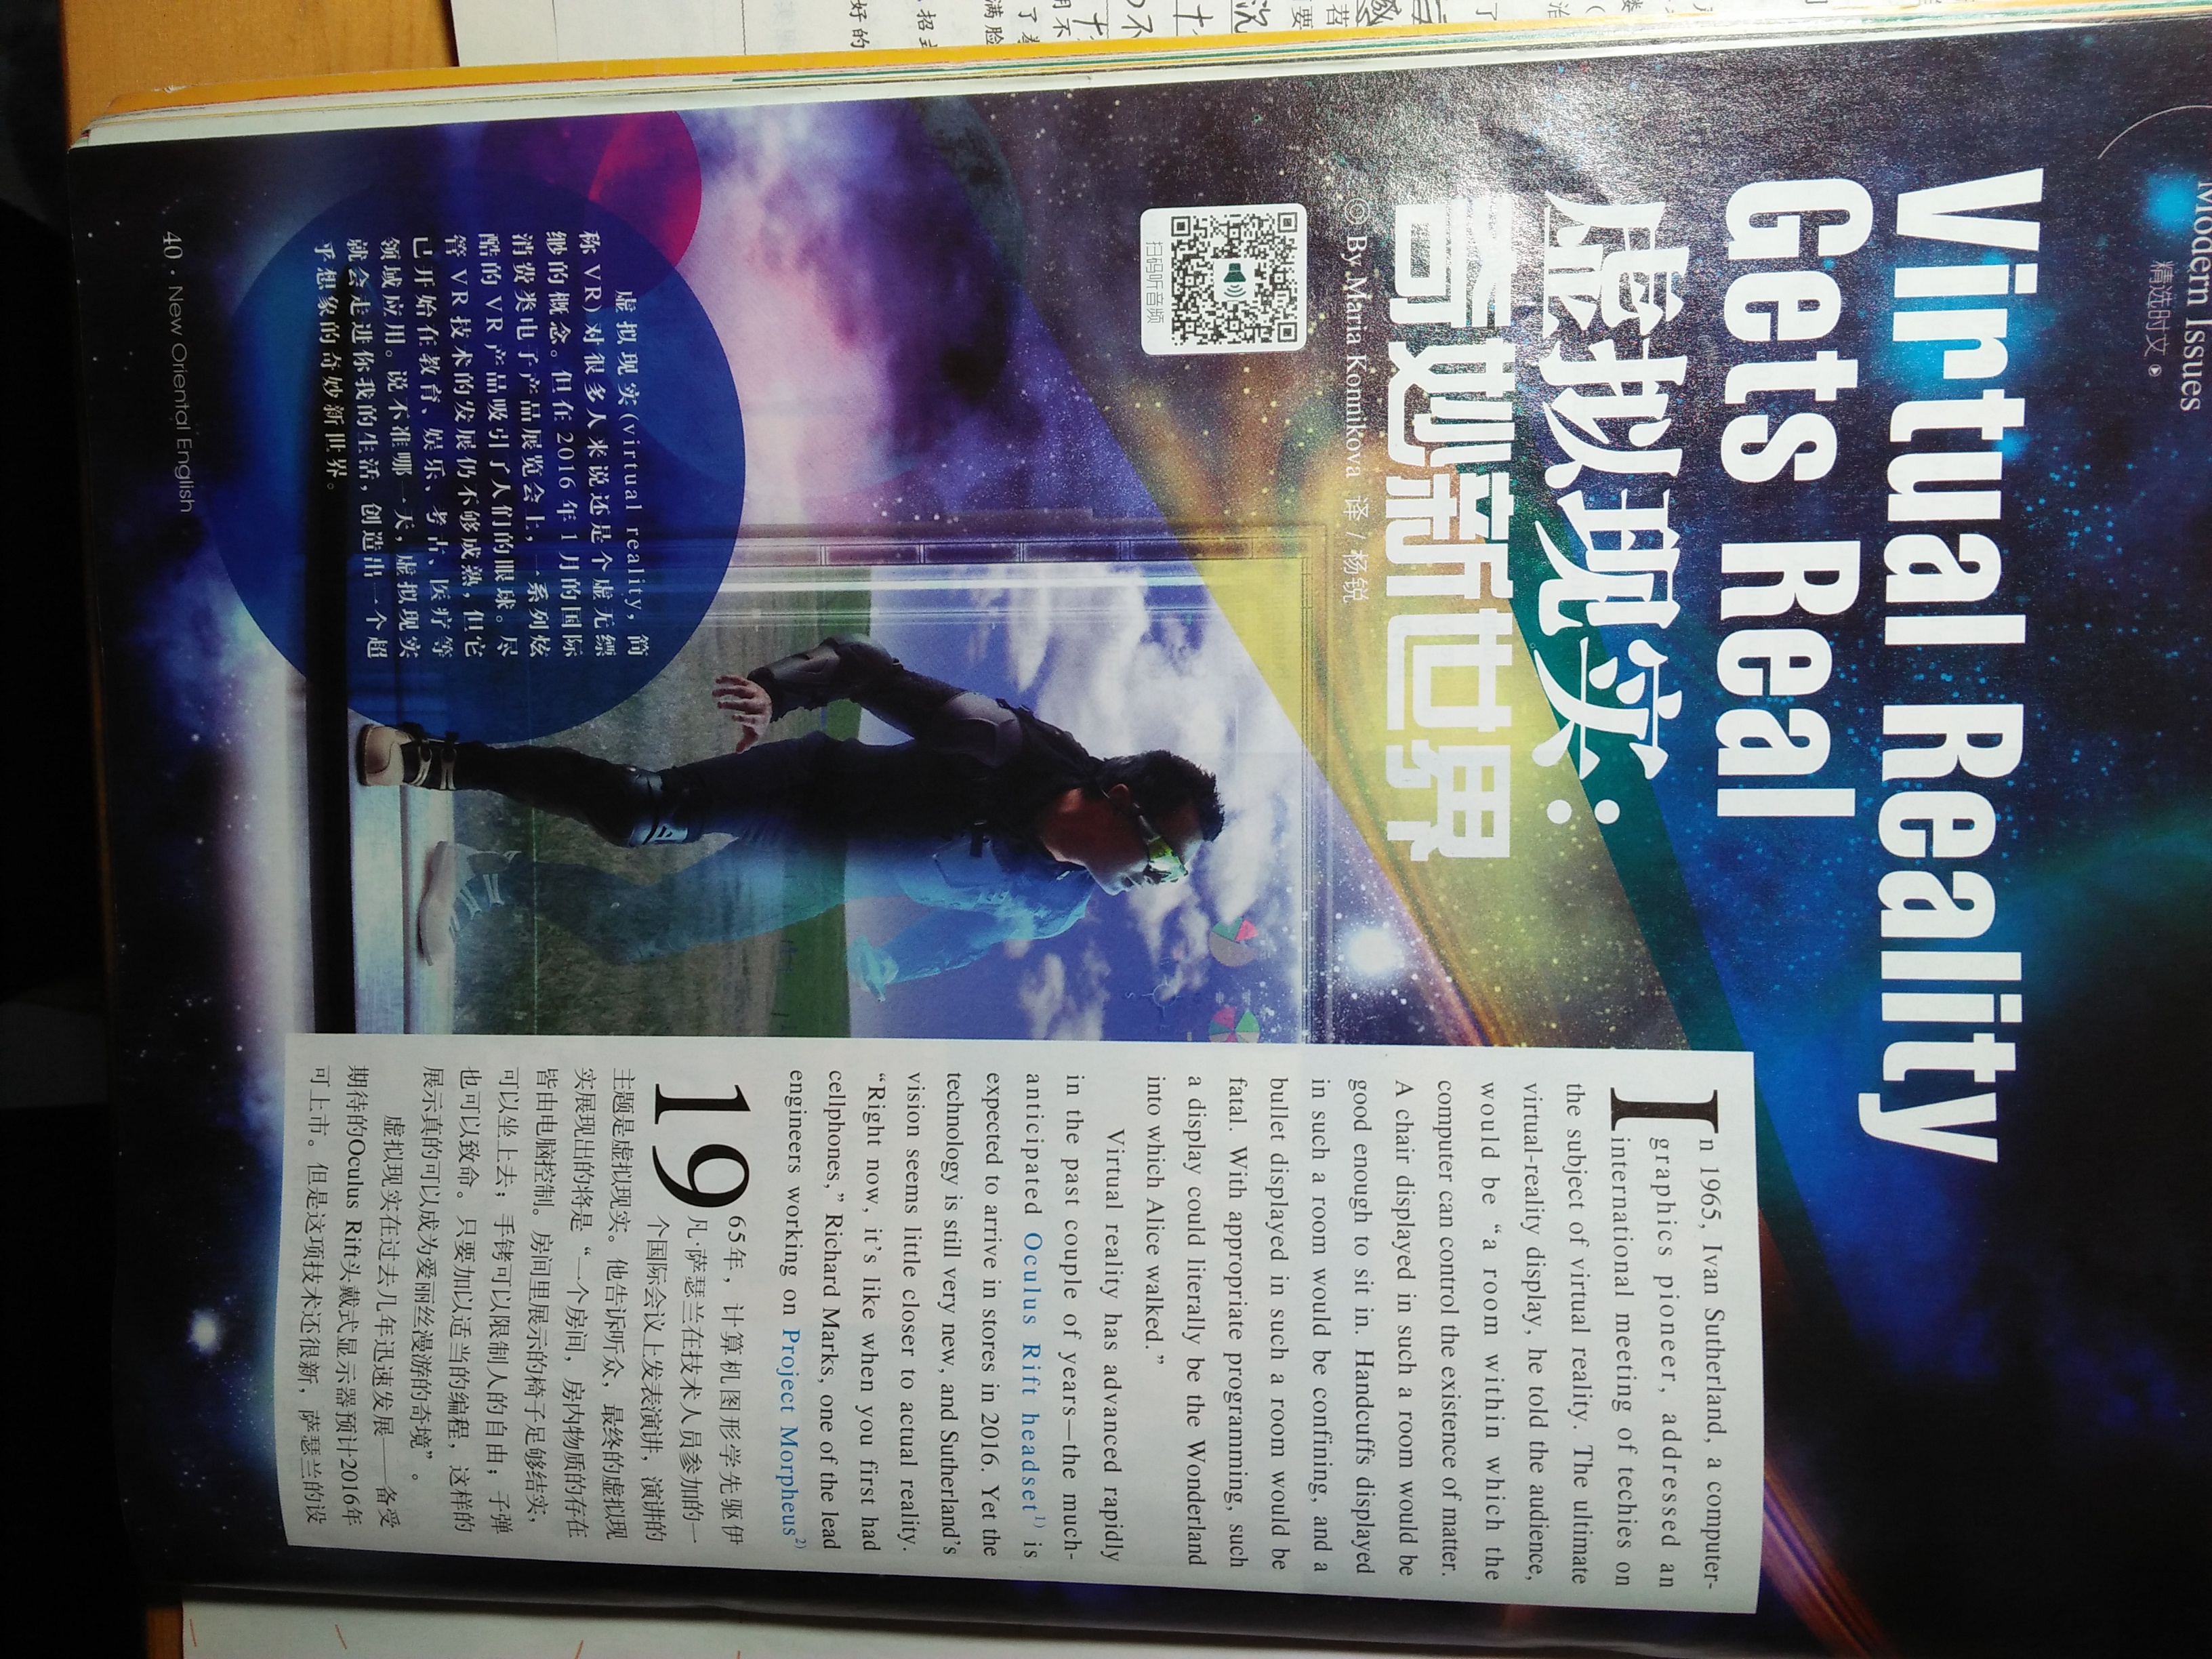 Modern Issues
精选时文
Virtual Reality
Gets Real
虚拟现实：
奇妙新世界
◎ By Maria Konnikova 译 / 杨锐
扫码听音频
虚拟现实(virtual reality，简
称 VR) 对很多人来说还是个虚无缥
缈的概念。但在 2016 年 1 月的国际
消费类电子产品展览会上，一系列炫
酷的 VR 产品吸引了人们的眼球。尽
管 VR 技术的发展仍不够成熟，但它
已开始在教育、娱乐、考古、医疗等
领域应用。说不准哪一天，虚拟现实
就会走进你我的生活，创造出一个超
乎想象的奇妙新世界。
In 1965, Ivan Sutherland, a computer-
graphics pioneer, addressed an
international meeting of techies on
the subject of virtual reality. The ultimate
virtual-reality display, he told the audience,
would be “a room within which the
computer can control the existence of matter.
A chair displayed in such a room would be
good enough to sit in. Handcuffs displayed
in such a room would be confining, and a
bullet displayed in such a room would be
fatal. With appropriate programming, such
a display could literally be the Wonderland
into which Alice walked.”
Virtual reality has advanced rapidly
in the past couple of years—the much-
anticipated Oculus Rift headset1) is
expected to arrive in stores in 2016. Yet the
technology is still very new, and Sutherland's
vision seems little closer to actual reality.
“Right now, it's like when you first had
cellphones,” Richard Marks, one of the lead
engineers working on Project Morpheus2)
1965年，计算机图形学先驱伊
凡·萨瑟兰在技术人员参加的一
个国际会议上发表演讲，演讲的
主题是虚拟现实。他告诉听众，最终的虚拟现
实展现出的将是“一个房间，房内物质的存在
皆由电脑控制。房间里展示的椅子足够结实，
可以坐上去；手铐可以限制人的自由；子弹
也可以致命。只要加以适当的编程，这样的
展示真的可以成为爱丽丝漫游的奇境”。
虚拟现实在过去几年迅速发展——备受
期待的Oculus Rift头戴式显示器预计2016年
可上市。但是这项技术还很新，萨瑟兰的设
40 · New Oriental English